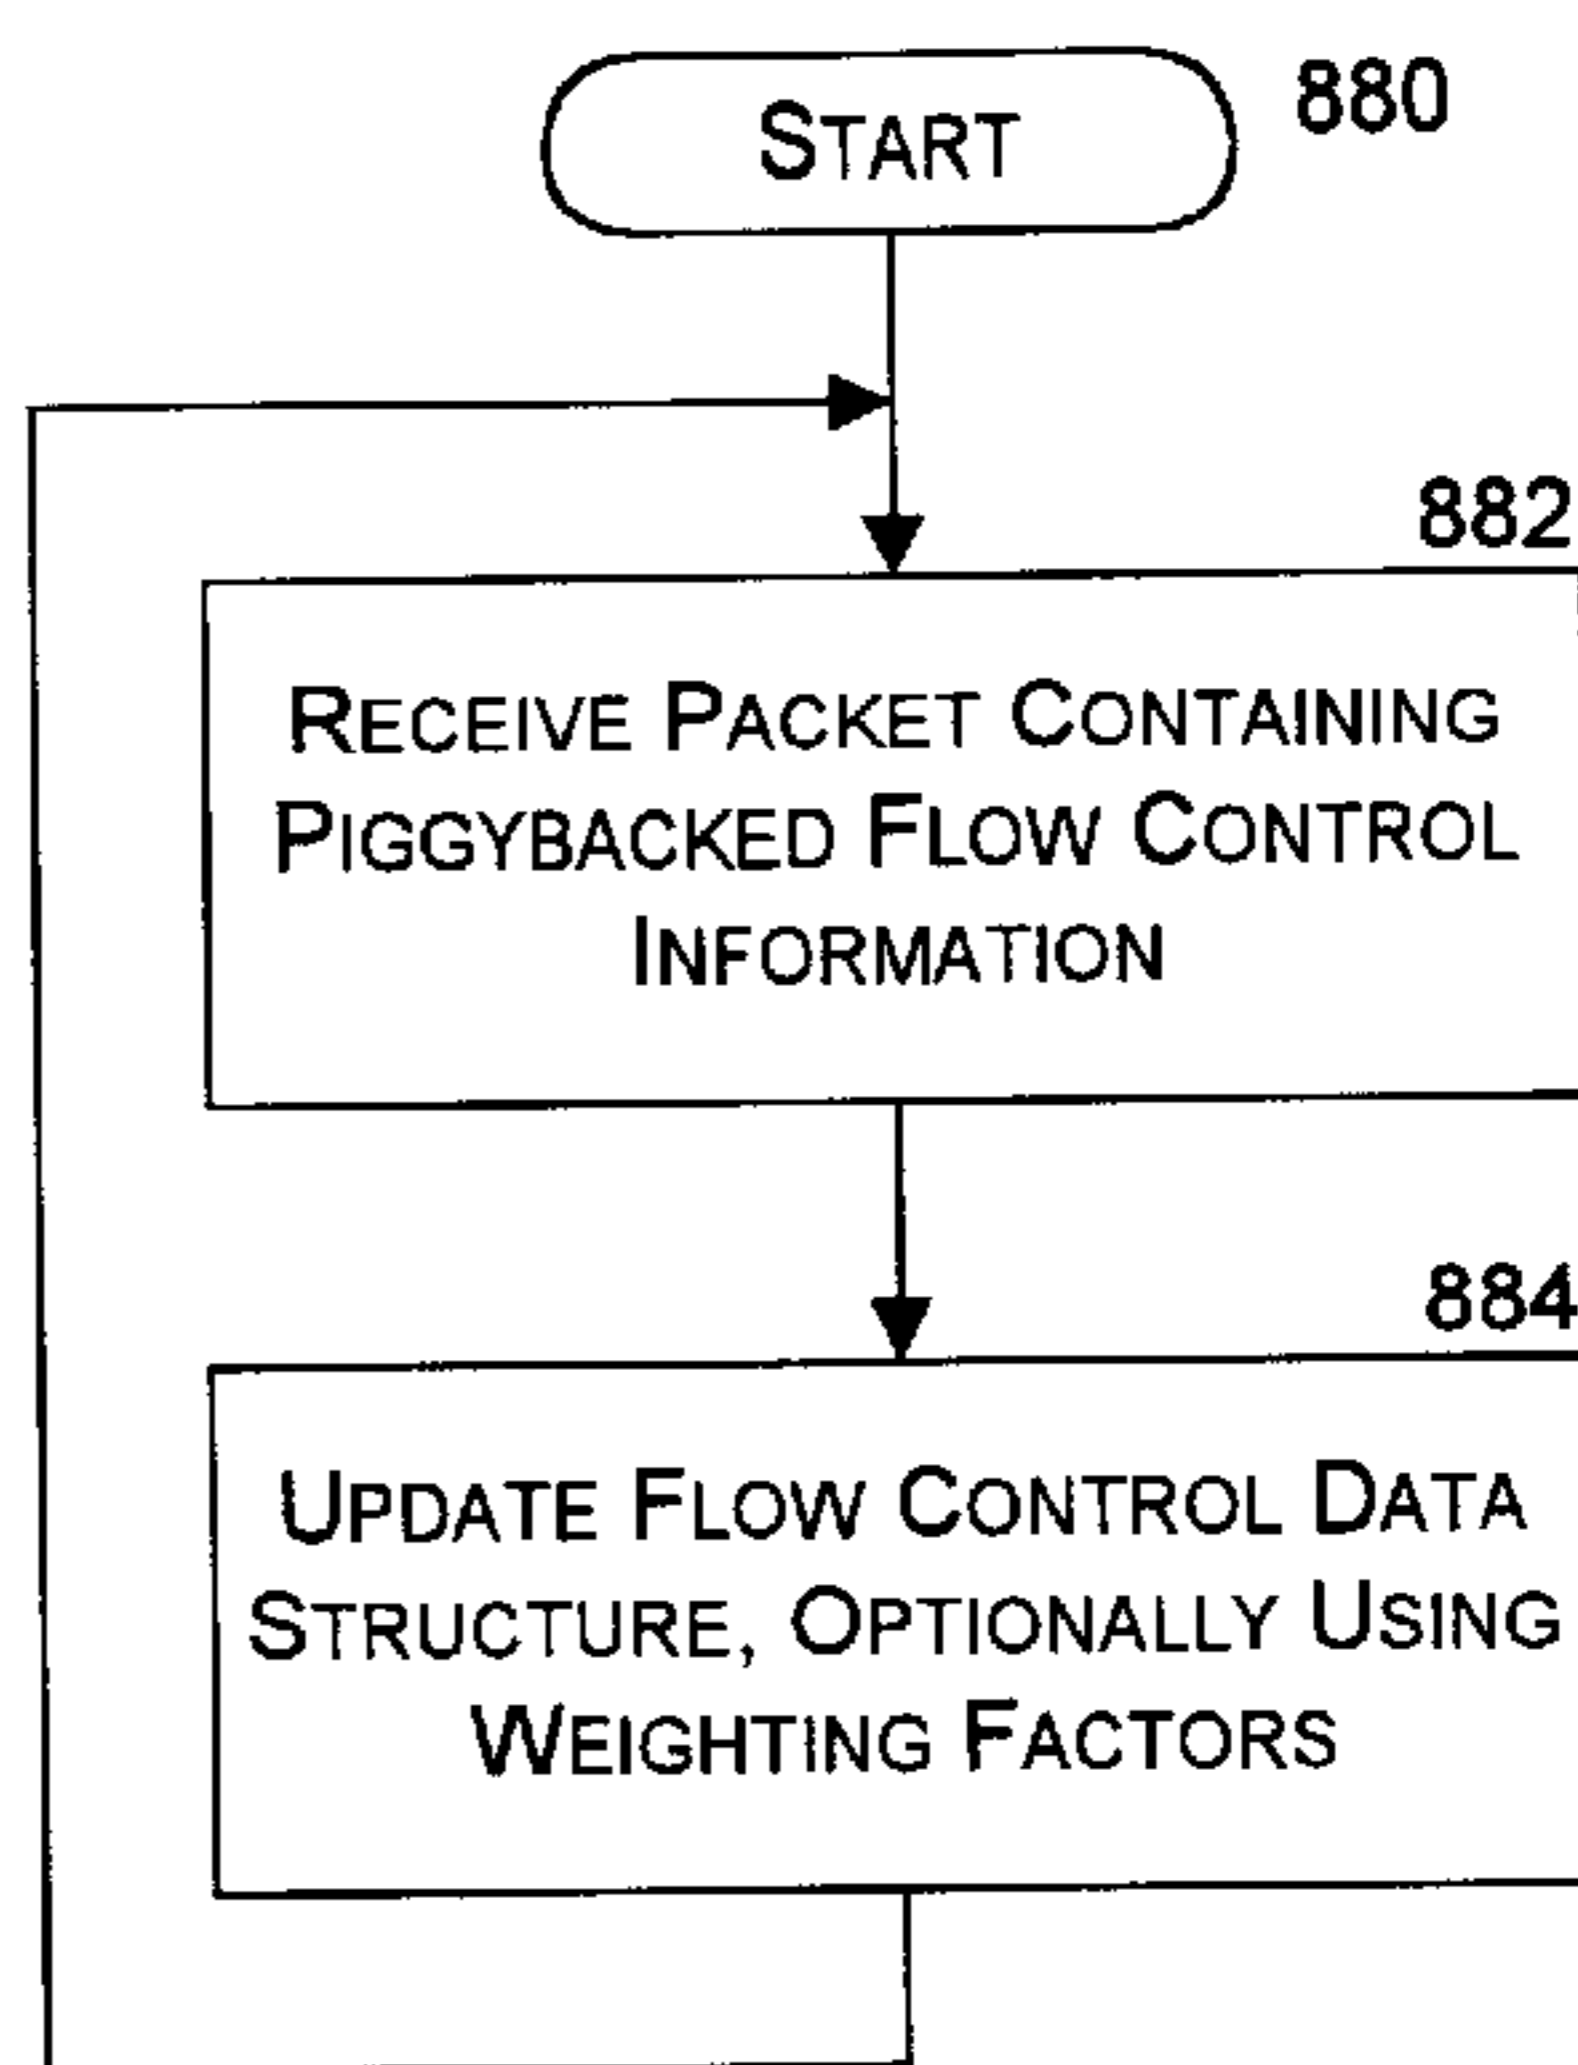 START
880
882
RECEIVE PACKET CONTAINING
PIGGYBACKED FLOW CONTROL
INFORMATION
884
UPDATE FLOW CONTROL DATA
STRUCTURE, OPTIONALLY USING
WEIGHTING FACTORS